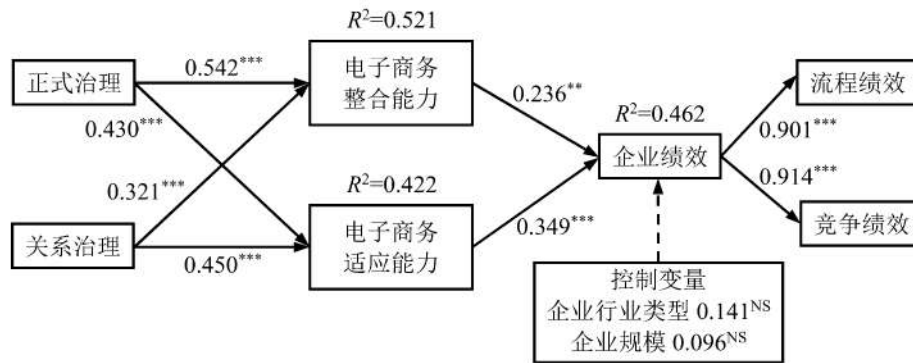 R²=0.521
正式治理
0.542***
电子商务
整合能力
0.430***
0.236**
R²=0.462
流程绩效
0.901***
企业绩效
0.321***
R²=0.422
0.914***
关系治理
0.450***
电子商务
适应能力
0.349***
竞争绩效
控制变量
企业行业类型 0.141ᴺˢ
企业规模 0.096ᴺˢ